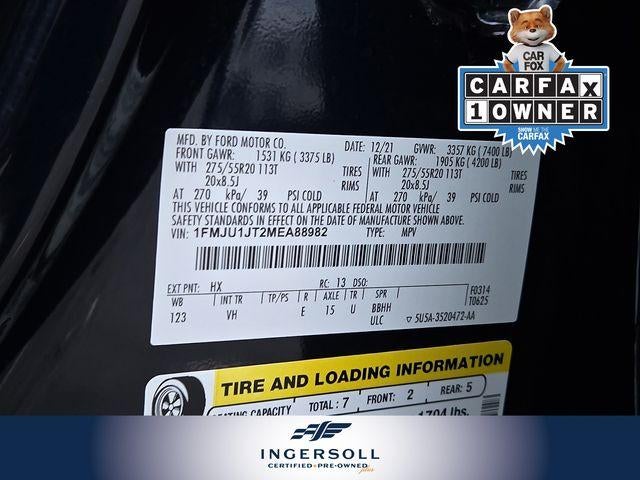 CAR
FOX
CARFAX
1 OWNER
SHOW ME THE
CARFAX
MFD. BY FORD MOTOR CO.
DATE: 12/21 GVWR: 3357 KG ( 7400 LB)
FRONT GAWR: 1531 KG ( 3375 LB) REAR GAWR: 1905 KG ( 4200 LB)
WITH 275/55R20 113T TIRES WITH 275/55R20 113T TIRES
20x8.5J RIMS 20x8.5J RIMS
AT 270 kPa/ 39 PSI COLD AT 270 kPa/ 39 PSI COLD
THIS VEHICLE CONFORMS TO ALL APPLICABLE FEDERAL MOTOR VEHICLE
SAFETY STANDARDS IN EFFECT ON THE DATE OF MANUFACTURE SHOWN ABOVE.
VIN: 1FMJU1JT2MEA88982 TYPE: MPV
EXT PNT: HX RC: 13 DSO: F0314
WB INT TR TP/PS R AXLE TR SPR T0625
123 VH E 15 U BBHH
ULC ▽ 5U5A-3520472-AA
TIRE AND LOADING INFORMATION
SEATING CAPACITY TOTAL: 7 FRONT: 2 REAR: 5
INGERSOLL
CERTIFIED • PRE-OWNED plus